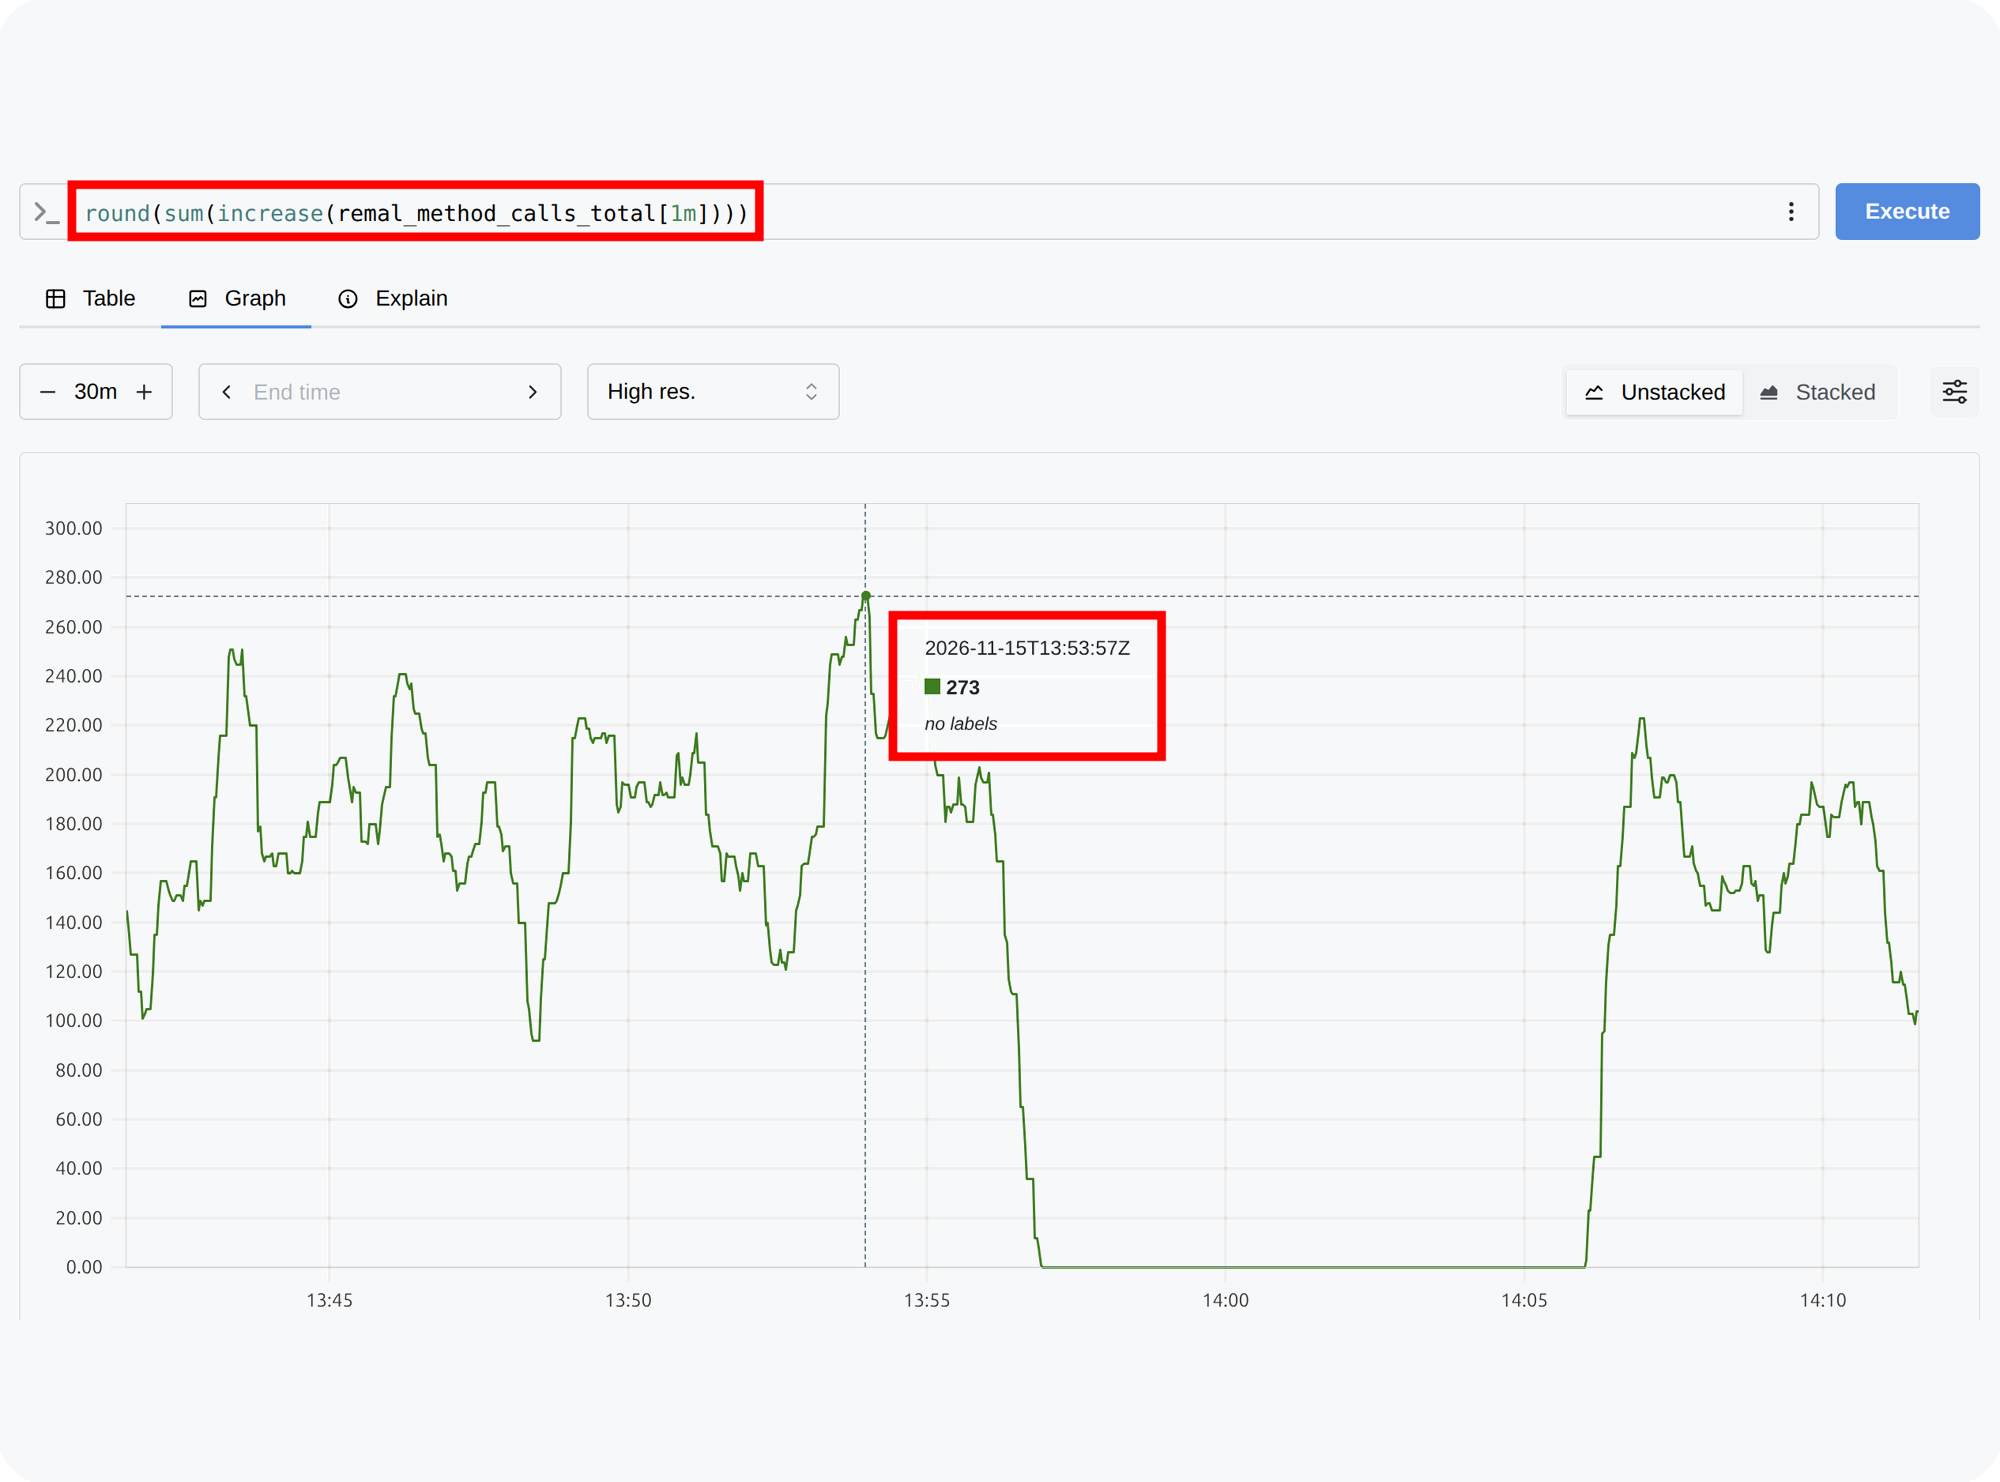 >_ round(sum(increase(remal_method_calls_total[1m]))) Execute
Table Graph Explain
− 30m + End time High res. Unstacked Stacked
300.00
280.00
260.00
240.00
220.00
200.00
180.00
160.00
140.00
120.00
100.00
80.00
60.00
40.00
20.00
0.00
2026-11-15T13:53:57Z
273
no labels
13:45 13:50 13:55 14:00 14:05 14:10